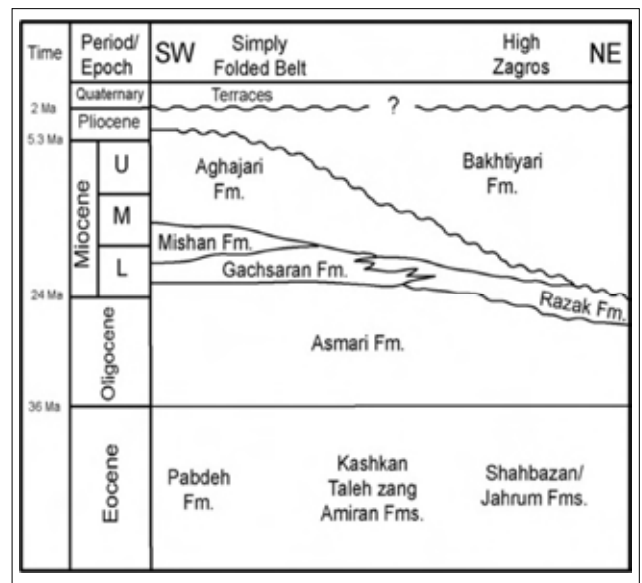 Time
Period/
Epoch
SW
Simply
Folded Belt
High
Zagros
NE
Quaternary
Terraces
?
2 Ma
Pliocene
5.3 Ma
Miocene
U
M
L
Aghajari
Fm.
Bakhtiyari
Fm.
Mishan Fm.
Gachsaran Fm.
Razak Fm.
24 Ma
Oligocene
Asmari Fm.
36 Ma
Eocene
Pabdeh
Fm.
Kashkan
Taleh zang
Amiran Fms.
Shahbazan/
Jahrum Fms.